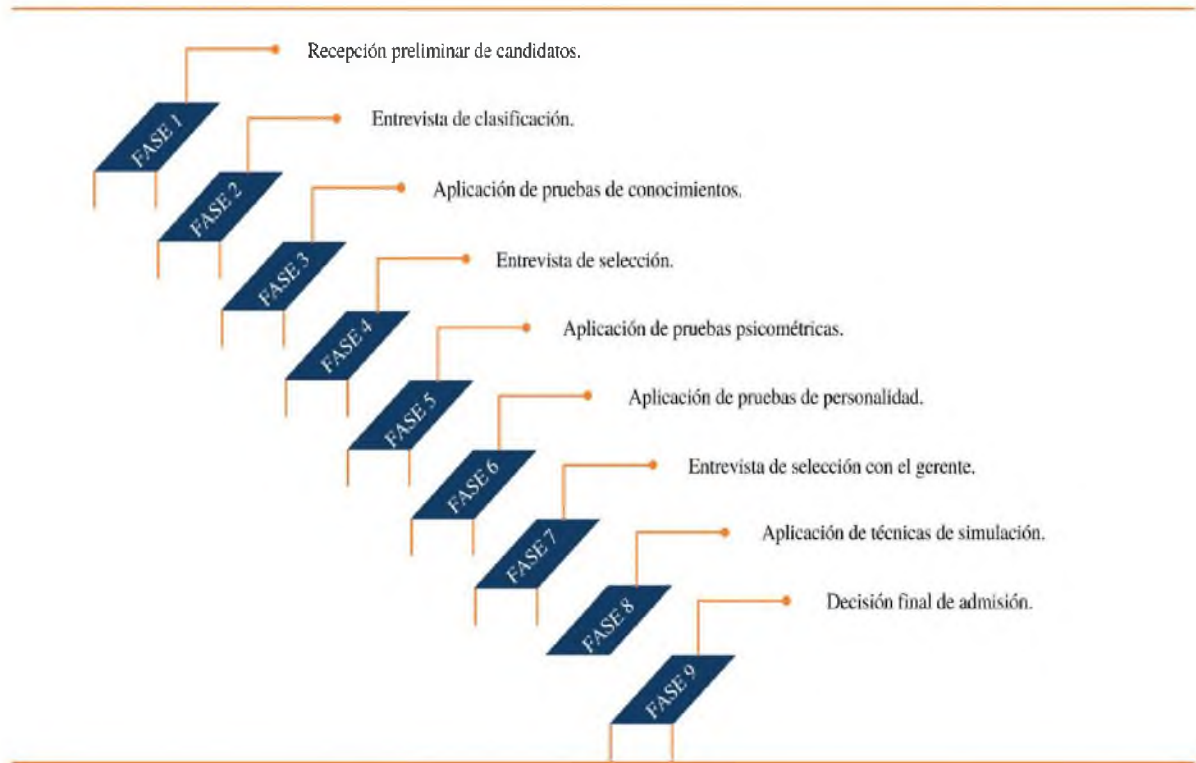 Recepción preliminar de candidatos.
FASE 1
Entrevista de clasificación.
FASE 2
Aplicación de pruebas de conocimientos.
FASE 3
Entrevista de selección.
FASE 4
Aplicación de pruebas psicométricas.
FASE 5
Aplicación de pruebas de personalidad.
FASE 6
Entrevista de selección con el gerente.
FASE 7
Aplicación de técnicas de simulación.
FASE 8
Decisión final de admisión.
FASE 9